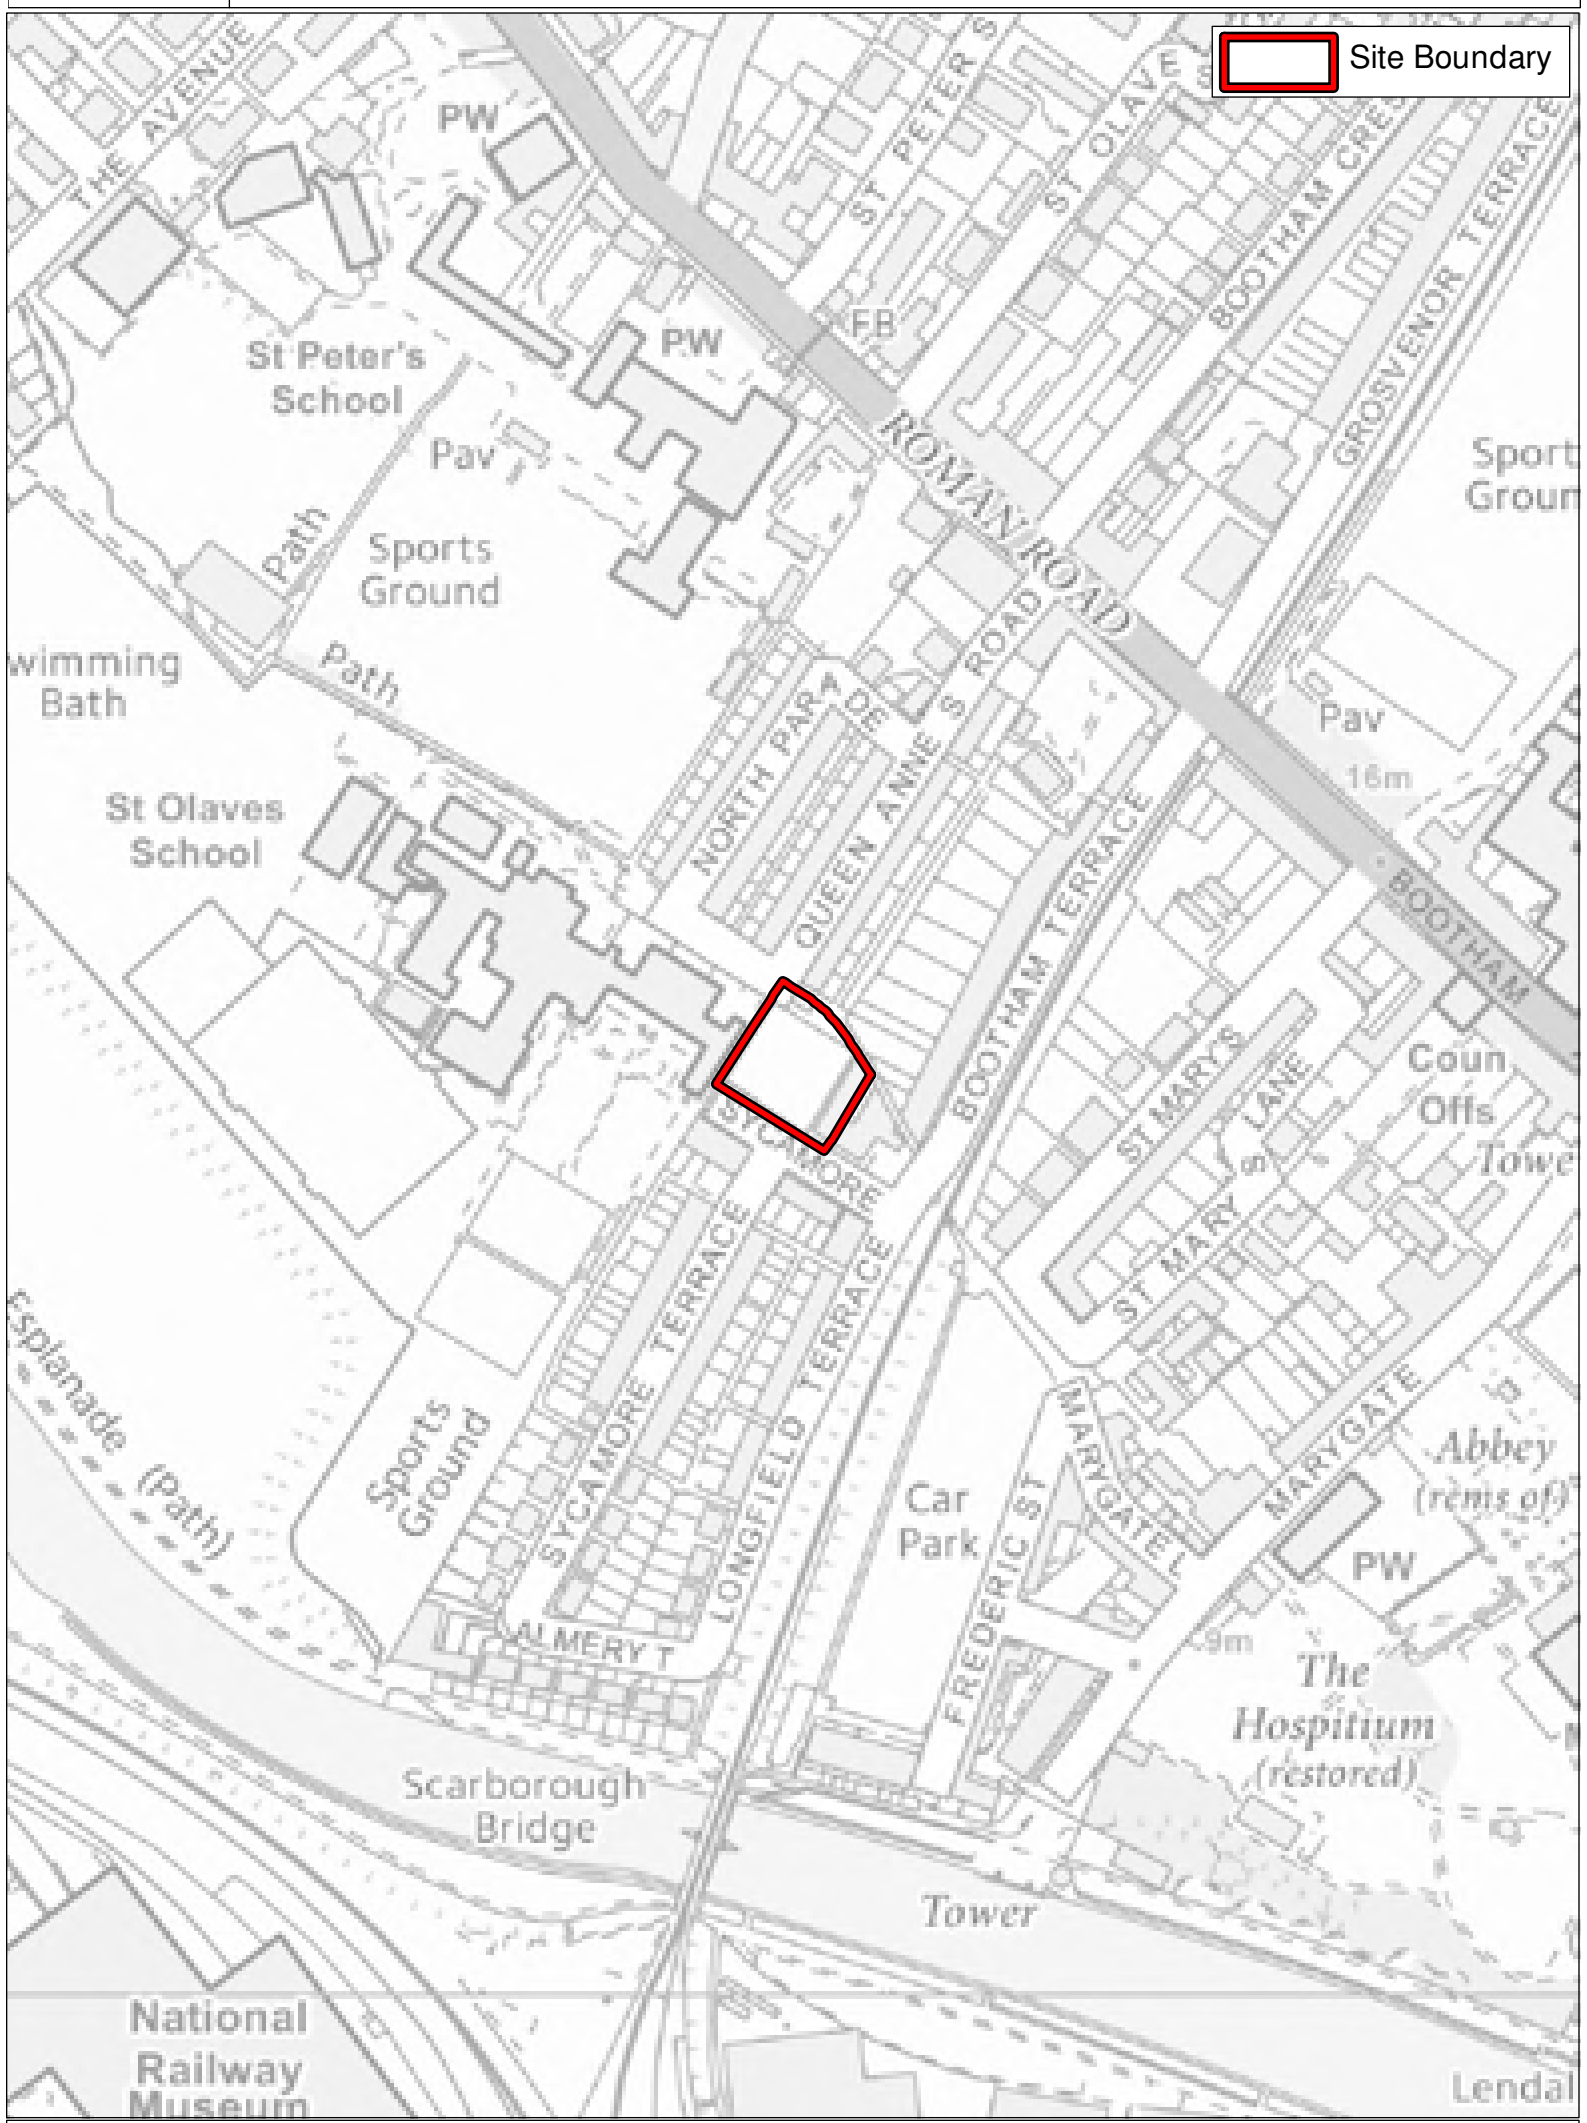 Site Boundary
THE AVENUE
PW
ST PETER S
ST OLAVE S
BOOTHAM CRES
GROSVENOR TERRACE
FB
PW
St Peter's
School
Pav
ROMAN ROAD
Sport
Groun
Path
Sports
Ground
wimming
Bath
Path
NORTH PARADE
QUEEN ANNE S ROAD
Pav
16m
St Olaves
School
BOOTHAM TERRACE
BOOTHAM
ST MARY'S
ST MARY S LANE
Coun
Offs
Towe
SYCAMORE
SYCAMORE TERRACE
LONGFIELD TERRACE
Esplanade (Path)
Sports
Ground
MARYGATE
MARYGATE
Abbey
(rems of)
Car
Park
FREDERIC ST
PW
ALMERY T
9m
The
Hospitium
(restored)
Scarborough
Bridge
Tower
National
Railway
Museum
Lendal